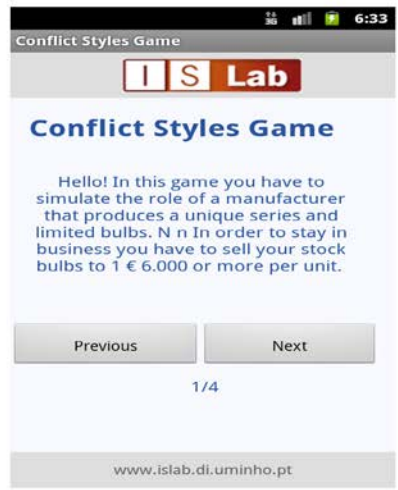 3G 6:33
Conflict Styles Game
IS Lab
Conflict Styles Game
Hello! In this game you have to
simulate the role of a manufacturer
that produces a unique series and
limited bulbs. N n In order to stay in
business you have to sell your stock
bulbs to 1 € 6.000 or more per unit.
Previous Next
1/4
www.islab.di.uminho.pt